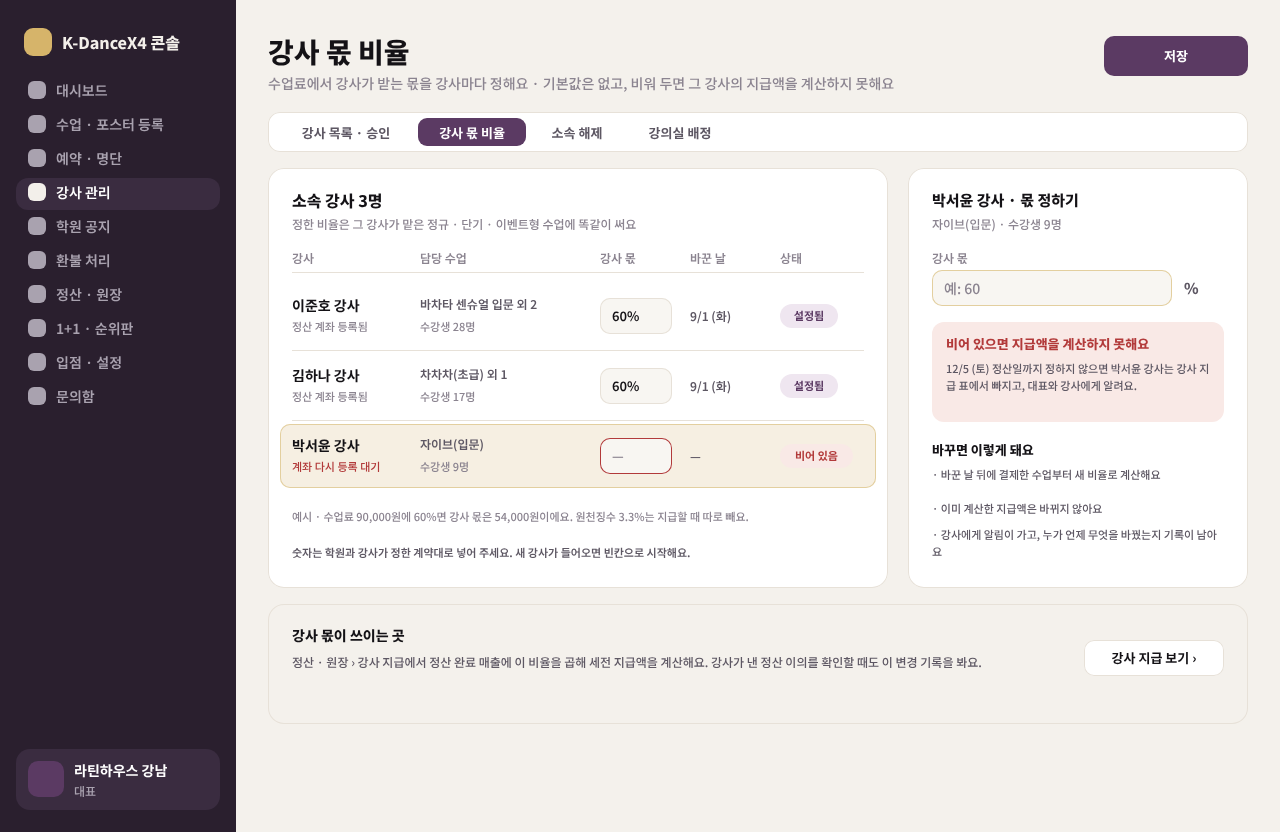 K-DanceX4 콘솔
대시보드
수업 · 포스터 등록
예약 · 명단
강사 관리
학원 공지
환불 처리
정산 · 원장
1+1 · 순위판
입점 · 설정
문의함
라틴하우스 강남
대표
강사 몫 비율
수업료에서 강사가 받는 몫을 강사마다 정해요 · 기본값은 없고, 비워 두면 그 강사의 지급액을 계산하지 못해요
저장
강사 목록 · 승인
강사 몫 비율
소속 해제
강의실 배정
소속 강사 3명
정한 비율은 그 강사가 맡은 정규 · 단기 · 이벤트형 수업에 똑같이 써요
강사 담당 수업 강사 몫 바꾼 날 상태
이준호 강사 바차타 센슈얼 입문 외 2 60% 9/1 (화) 설정됨
정산 계좌 등록됨 수강생 28명
김하나 강사 차차차(초급) 외 1 60% 9/1 (화) 설정됨
정산 계좌 등록됨 수강생 17명
박서윤 강사 자이브(입문) — — 비어 있음
계좌 다시 등록 대기 수강생 9명
예시 · 수업료 90,000원에 60%면 강사 몫은 54,000원이에요. 원천징수 3.3%는 지급할 때 따로 빼요.
숫자는 학원과 강사가 정한 계약대로 넣어 주세요. 새 강사가 들어오면 빈칸으로 시작해요.
박서윤 강사 · 몫 정하기
자이브(입문) · 수강생 9명
강사 몫
예: 60 %
비어 있으면 지급액을 계산하지 못해요
12/5 (토) 정산일까지 정하지 않으면 박서윤 강사는 강사 지
급 표에서 빠지고, 대표와 강사에게 알려요.
바꾸면 이렇게 돼요
· 바꾼 날 뒤에 결제한 수업부터 새 비율로 계산해요
· 이미 계산한 지급액은 바뀌지 않아요
· 강사에게 알림이 가고, 누가 언제 무엇을 바꿨는지 기록이 남아
요
강사 몫이 쓰이는 곳
정산 · 원장 › 강사 지급에서 정산 완료 매출에 이 비율을 곱해 세전 지급액을 계산해요. 강사가 낸 정산 이의를 확인할 때도 이 변경 기록을 봐요.
강사 지급 보기 ›